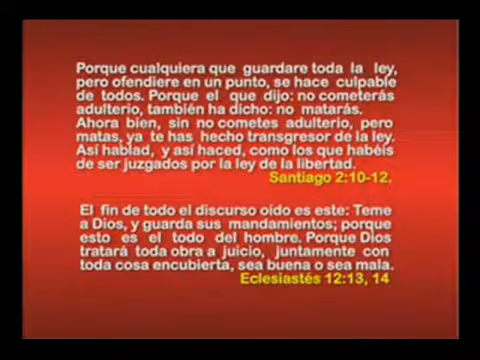 Porque cualquiera que guardare toda la ley,
pero ofendiere en un punto, se hace culpable
de todos. Porque el que dijo: no cometerás
adulterio, también ha dicho: no matarás.
Ahora bien, sin no cometes adulterio, pero
matas, ya te has hecho transgresor de la ley.
Así hablad, y así haced, como los que habéis
de ser juzgados por la ley de la libertad.
Santiago 2:10-12.
El fin de todo el discurso oido es este: Teme
a Dios, y guarda sus mandamientos; porque
esto es el todo del hombre. Porque Dios
tratará toda obra a juicio, juntamente con
toda cosa encubierta, sea buena o sea mala.
Eclesiastés 12:13, 14